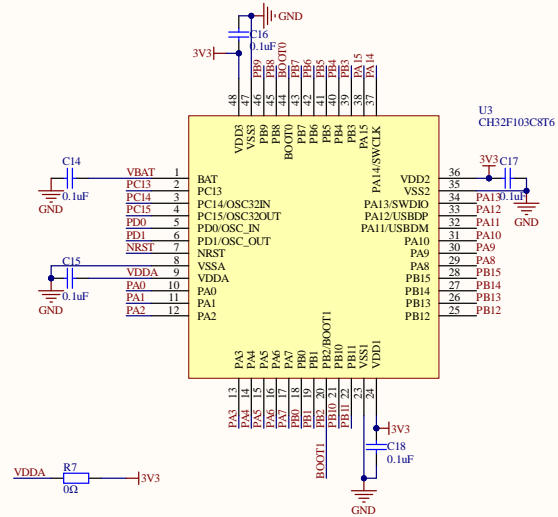 GND
C16
0.1uF
3V3
PB9
PB8
BOOT0
PB7
PB6
PB5
PB4
PB3
PA15
PA14
48
47
46
45
44
43
42
41
40
39
38
37
VDD3
VSS3
PB9
PB8
BOOT0
PB7
PB6
PB5
PB4
PB3
PA15
PA14/SWCLK
U3
CH32F103C8T6
C14
0.1uF
GND
VBAT 1 BAT
PC13 2 PC13
PC14 3 PC14/OSC32IN
PC15 4 PC15/OSC32OUT
PD0 5 PD0/OSC_IN
PD1 6 PD1/OSC_OUT
NRST 7 NRST
8 VSSA
VDDA 9 VDDA
PA0 10 PA0
PA1 11 PA1
PA2 12 PA2
C15
0.1uF
GND
3V3
C17
0.1uF
GND
VDD2 36
VSS2 35
PA13/SWDIO 34 PA13
PA12/USBDP 33 PA12
PA11/USBDM 32 PA11
PA10 31 PA10
PA9 30 PA9
PA8 29 PA8
PB15 28 PB15
PB14 27 PB14
PB13 26 PB13
PB12 25 PB12
PA3
PA4
PA5
PA6
PA7
PB0
PB1
PB2/BOOT1
PB10
PB11
VSS1
VDD1
13
14
15
16
17
18
19
20
21
22
23
24
PA3
PA4
PA5
PA6
PA7
PB0
PB1
PB2
PB10
PB11
BOOT1
3V3
C18
0.1uF
GND
VDDA
R7
0Ω
3V3